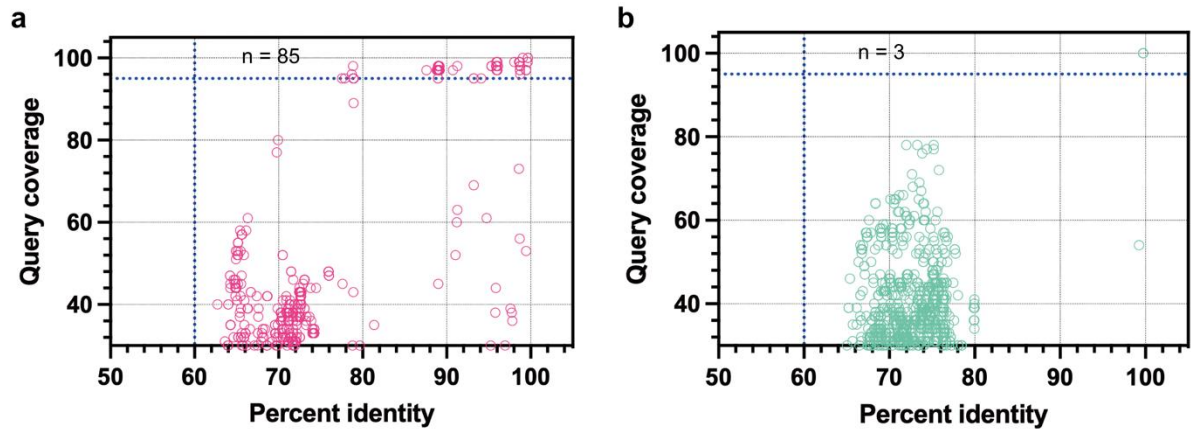 a
n = 85
100
80
60
40
Query coverage
50 60 70 80 90 100
Percent identity
b
n = 3
100
80
60
40
Query coverage
50 60 70 80 90 100
Percent identity